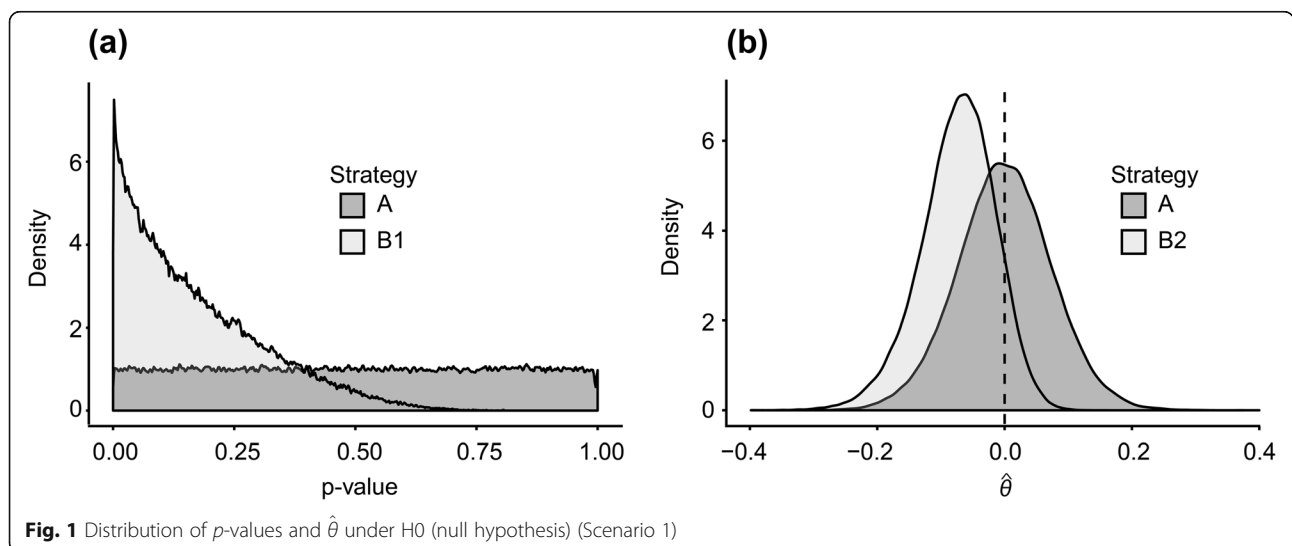 (a)
Density
6
4
2
0
0.00 0.25 0.50 0.75 1.00
p-value
Strategy
A
B1
(b)
Density
6
4
2
0
−0.4 −0.2 0.0 0.2 0.4
θ̂
Strategy
A
B2
Fig. 1 Distribution of p-values and θ̂ under H0 (null hypothesis) (Scenario 1)